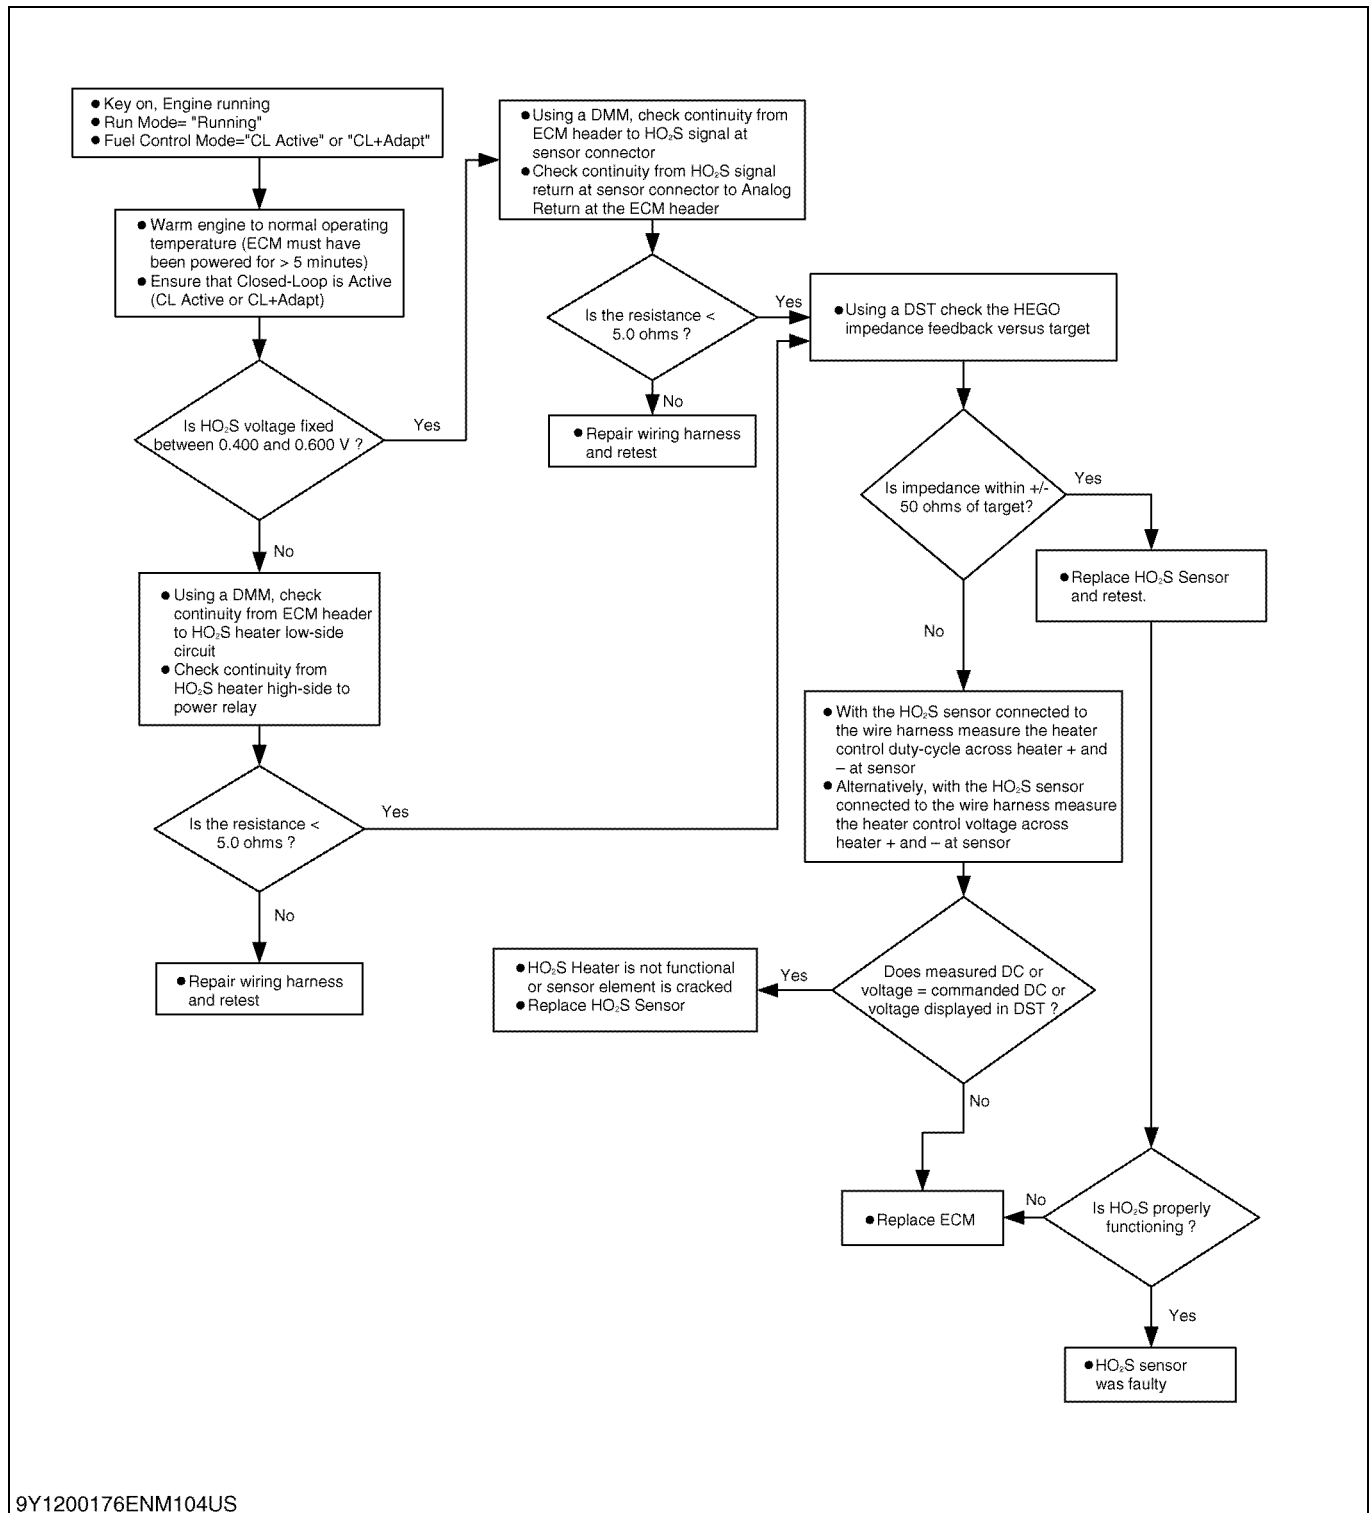 ● Key on, Engine running
● Run Mode= "Running"
● Fuel Control Mode="CL Active" or "CL+Adapt"
● Warm engine to normal operating
temperature (ECM must have
been powered for > 5 minutes)
● Ensure that Closed-Loop is Active
(CL Active or CL+Adapt)
Is HO₂S voltage fixed
between 0.400 and 0.600 V ?
Yes
No
● Using a DMM, check
continuity from ECM header
to HO₂S heater low-side
circuit
● Check continuity from
HO₂S heater high-side to
power relay
Is the resistance <
5.0 ohms ?
Yes
No
● Repair wiring harness
and retest
● Using a DMM, check continuity from
ECM header to HO₂S signal at
sensor connector
● Check continuity from HO₂S signal
return at sensor connector to Analog
Return at the ECM header
Is the resistance <
5.0 ohms ?
Yes
No
● Repair wiring harness
and retest
● Using a DST check the HEGO
impedance feedback versus target
Is impedance within +/-
50 ohms of target?
Yes
No
● Replace HO₂S Sensor
and retest.
● With the HO₂S sensor connected to
the wire harness measure the heater
control duty-cycle across heater + and
– at sensor
● Alternatively, with the HO₂S sensor
connected to the wire harness measure
the heater control voltage across
heater + and – at sensor
Does measured DC or
voltage = commanded DC or
voltage displayed in DST ?
Yes
No
● HO₂S Heater is not functional
or sensor element is cracked
● Replace HO₂S Sensor
● Replace ECM
Is HO₂S properly
functioning ?
No
Yes
● HO₂S sensor
was faulty
9Y1200176ENM104US